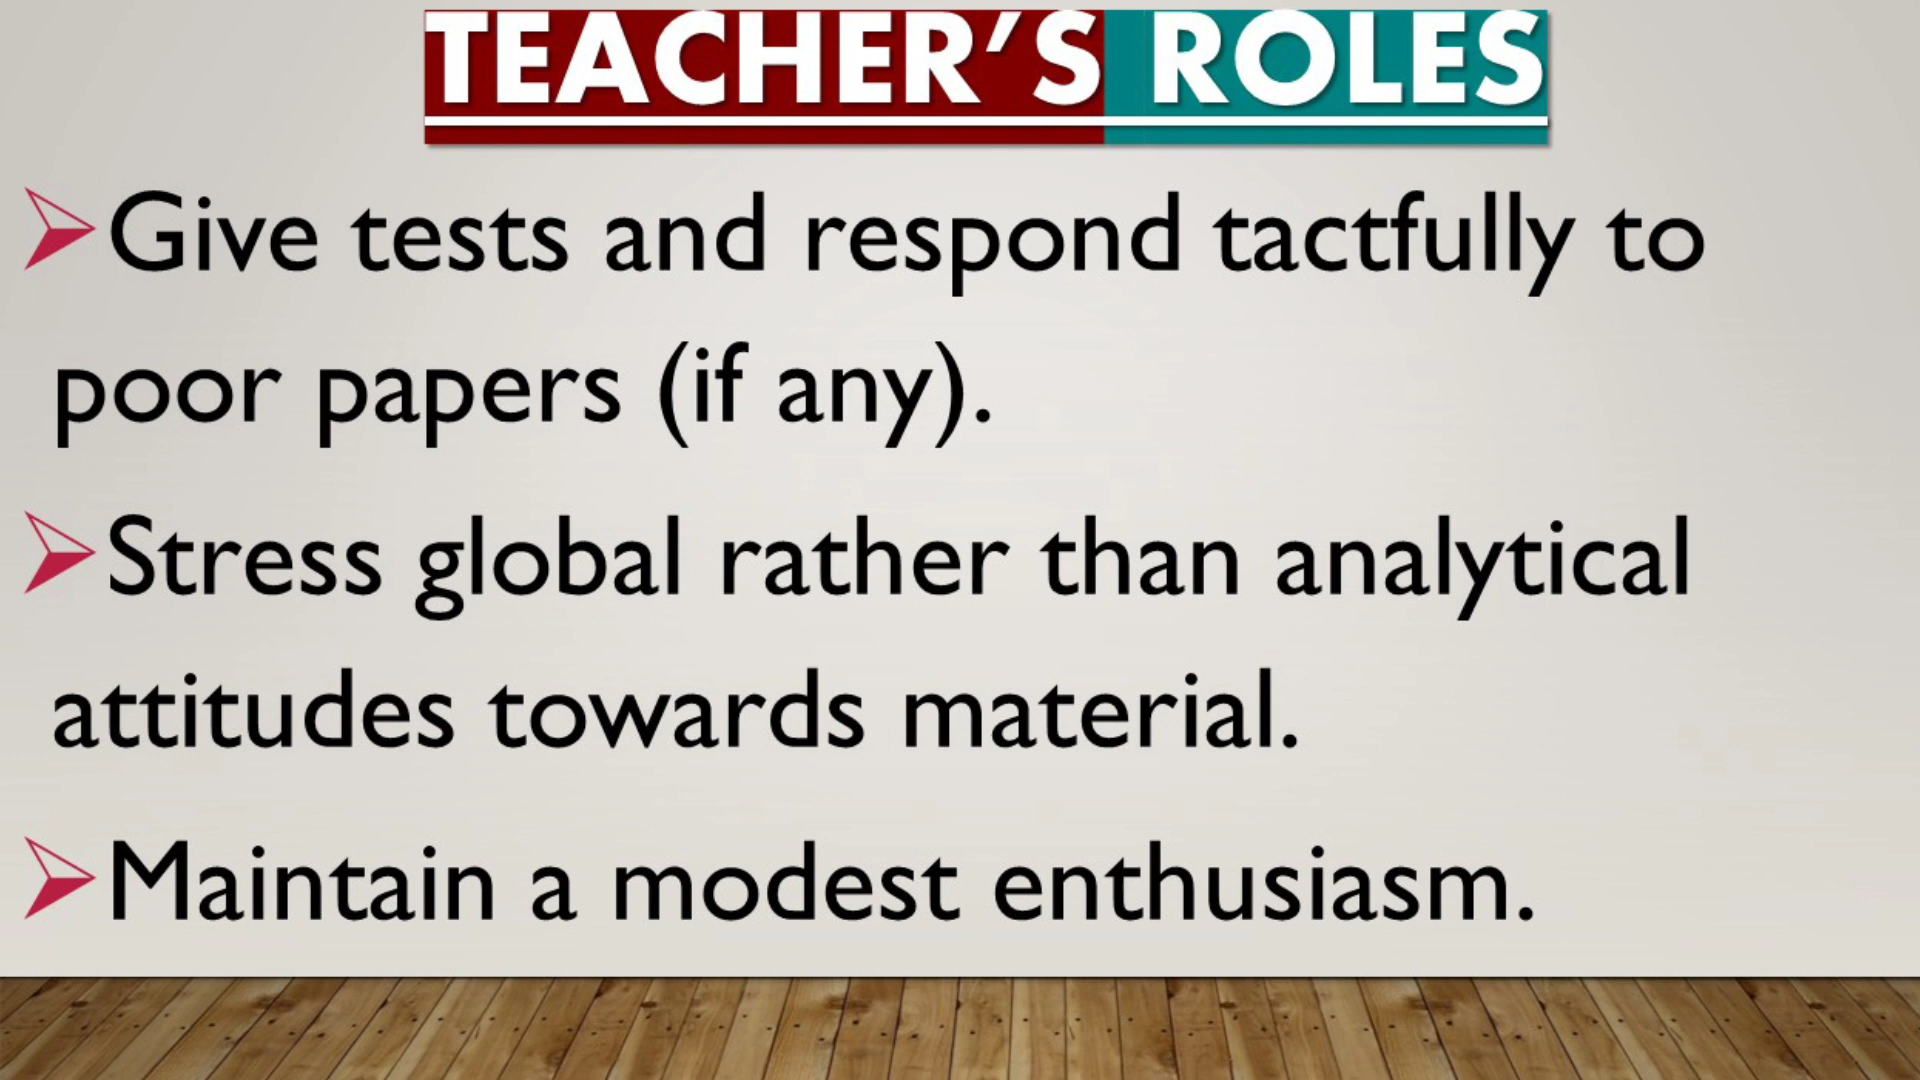 TEACHER’S ROLES
➢Give tests and respond tactfully to
poor papers (if any).
➢Stress global rather than analytical
attitudes towards material.
➢Maintain a modest enthusiasm.